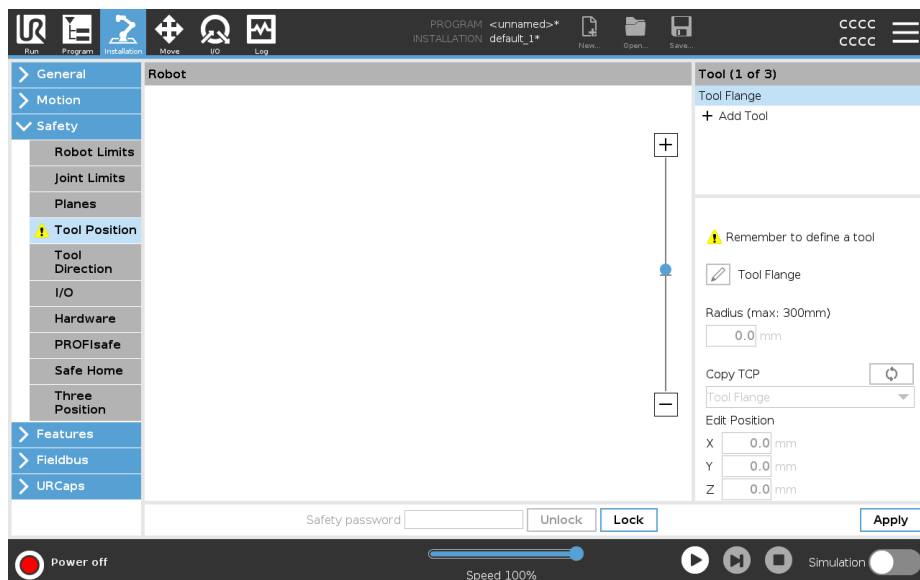 UR
Run
Program
Installation
Move
I/O
Log
PROGRAM <unnamed>*
INSTALLATION default_1*
New...
Open...
Save...
CCCC
CCCC
General
Motion
Safety
Robot Limits
Joint Limits
Planes
Tool Position
Tool
Direction
I/O
Hardware
PROFIsafe
Safe Home
Three
Position
Features
Fieldbus
URCaps
Robot
Tool (1 of 3)
Tool Flange
+ Add Tool
Remember to define a tool
Tool Flange
Radius (max: 300mm)
0.0 mm
Copy TCP
Tool Flange
Edit Position
X 0.0 mm
Y 0.0 mm
Z 0.0 mm
Safety password
Unlock
Lock
Apply
Power off
Speed 100%
Simulation